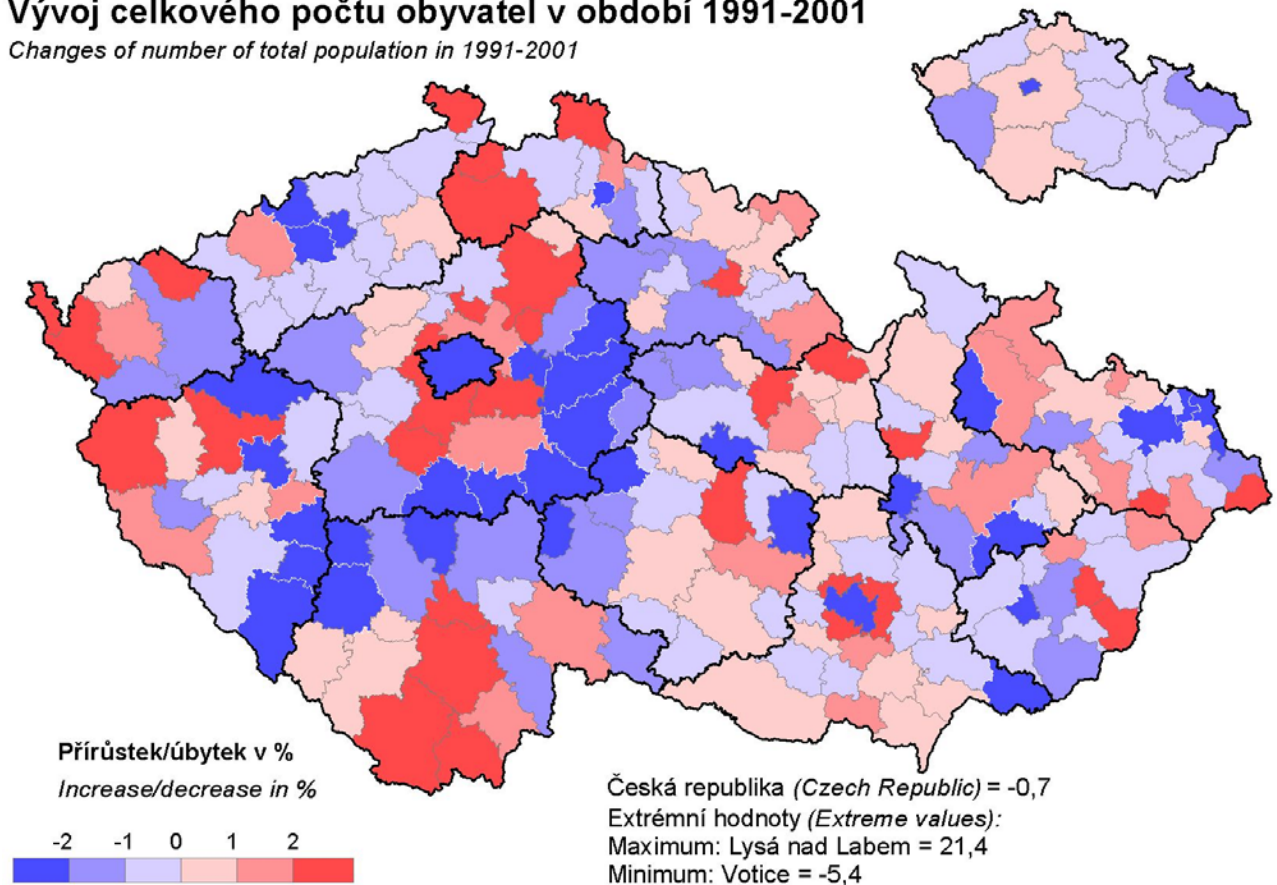 Vývoj celkového počtu obyvatel v období 1991-2001
Changes of number of total population in 1991-2001
Přírůstek/úbytek v %
Increase/decrease in %
-2 -1 0 1 2
Česká republika (Czech Republic) = -0,7
Extrémní hodnoty (Extreme values):
Maximum: Lysá nad Labem = 21,4
Minimum: Votice = -5,4